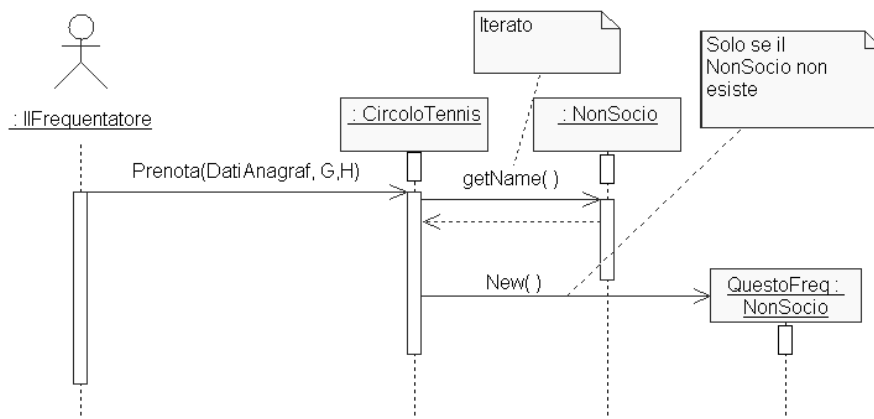 Iterato
Solo se il
NonSocio non
esiste
: IlFrequentatore
: CircoloTennis
: NonSocio
Prenota(DatiAnagraf, G,H)
getName( )
New( )
QuestoFreq :
NonSocio